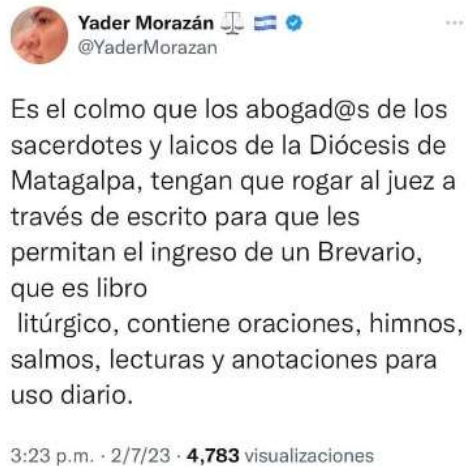 Yader Morazán ⚖️ 🇳🇮
@YaderMorazan
Es el colmo que los abogad@s de los
sacerdotes y laicos de la Diócesis de
Matagalpa, tengan que rogar al juez a
través de escrito para que les
permitan el ingreso de un Brevario,
que es libro
litúrgico, contiene oraciones, himnos,
salmos, lecturas y anotaciones para
uso diario.
3:23 p.m. · 2/7/23 · 4,783 visualizaciones